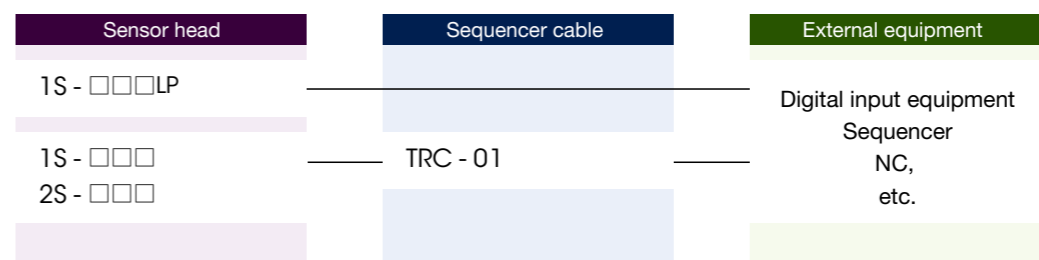 Sensor head
Sequencer cable
External equipment
1S - □□□LP
1S - □□□
2S - □□□
TRC - 01
Digital input equipment
Sequencer
NC,
etc.